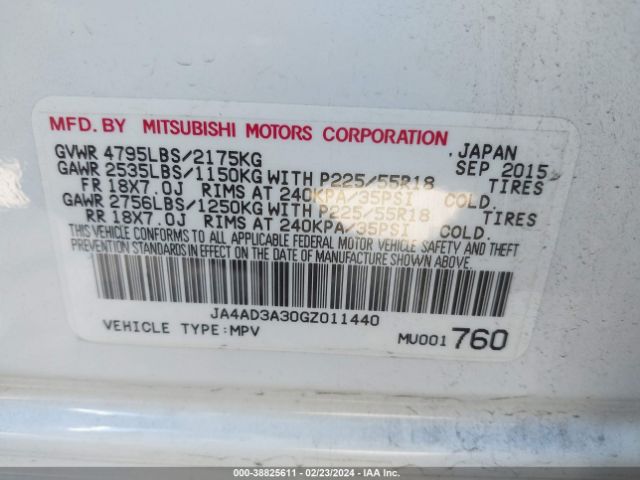 MFD. BY MITSUBISHI MOTORS CORPORATION
GVWR 4795LBS/2175KG JAPAN
GAWR 2535LBS/1150KG WITH P225/55R18 SEP 2015
FR 18X7.0J RIMS AT 240KPA/35PSI COLD. TIRES
GAWR 2756LBS/1250KG WITH P225/55R18 TIRES
RR 18X7.0J RIMS AT 240KPA/35PSI COLD.
THIS VEHICLE CONFORMS TO ALL APPLICABLE FEDERAL MOTOR VEHICLE SAFETY AND THEFT
PREVENTION STANDARDS IN EFFECT ON THE DATE OF MANUFACTURE SHOWN ABOVE.
JA4AD3A30GZ011440
VEHICLE TYPE:MPV MU001760
000-38825611 - 02/23/2024 - IAA Inc.